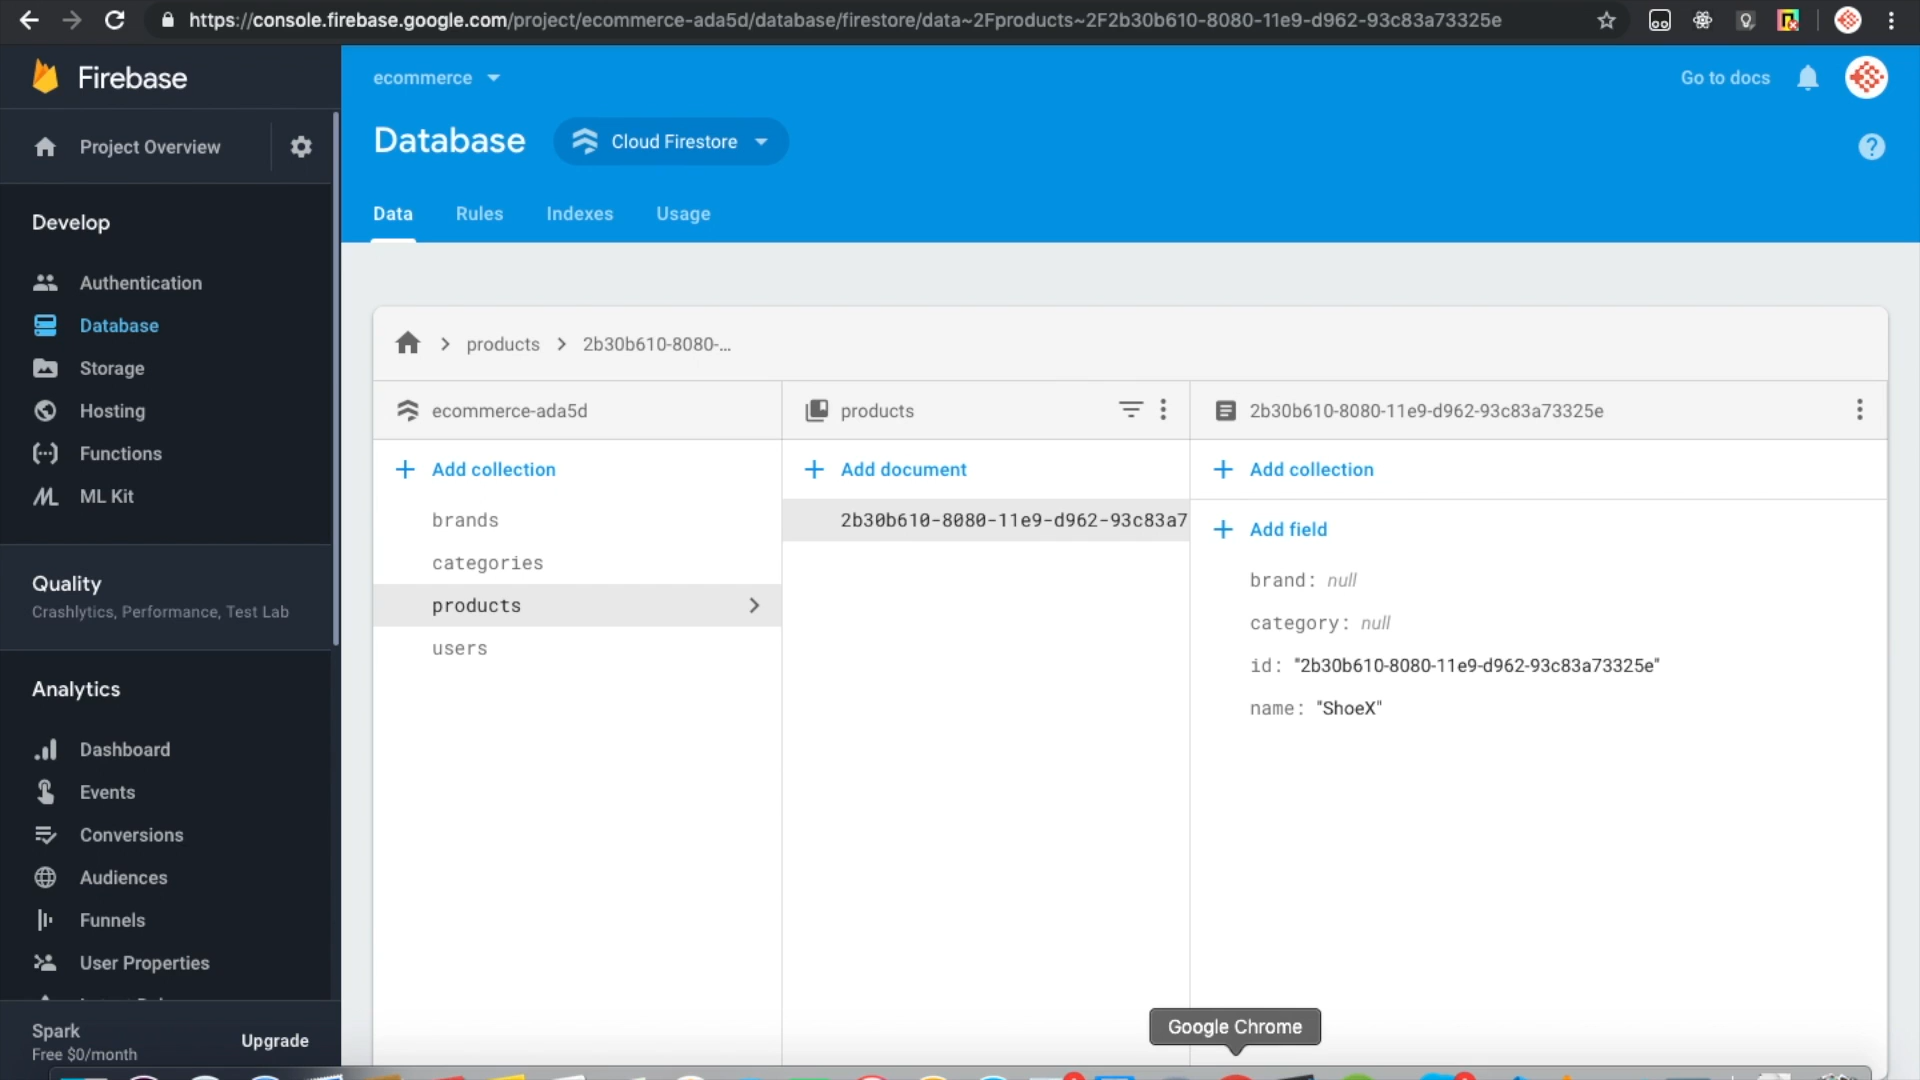 https://console.firebase.google.com/project/ecommerce-ada5d/database/firestore/data~2Fproducts~2F2b30b610-8080-11e9-d962-93c83a73325e
Firebase
ecommerce
Go to docs
Project Overview
Database
Cloud Firestore
Data
Rules
Indexes
Usage
Develop
Authentication
Database
Storage
Hosting
Functions
ML Kit
Quality
Crashlytics, Performance, Test Lab
Analytics
Dashboard
Events
Conversions
Audiences
Funnels
User Properties
Spark
Free $0/month
Upgrade
products
2b30b610-8080-...
ecommerce-ada5d
Add collection
brands
categories
products
users
products
Add document
2b30b610-8080-11e9-d962-93c83a7
2b30b610-8080-11e9-d962-93c83a73325e
Add collection
Add field
brand: null
category: null
id: "2b30b610-8080-11e9-d962-93c83a73325e"
name: "ShoeX"
Google Chrome